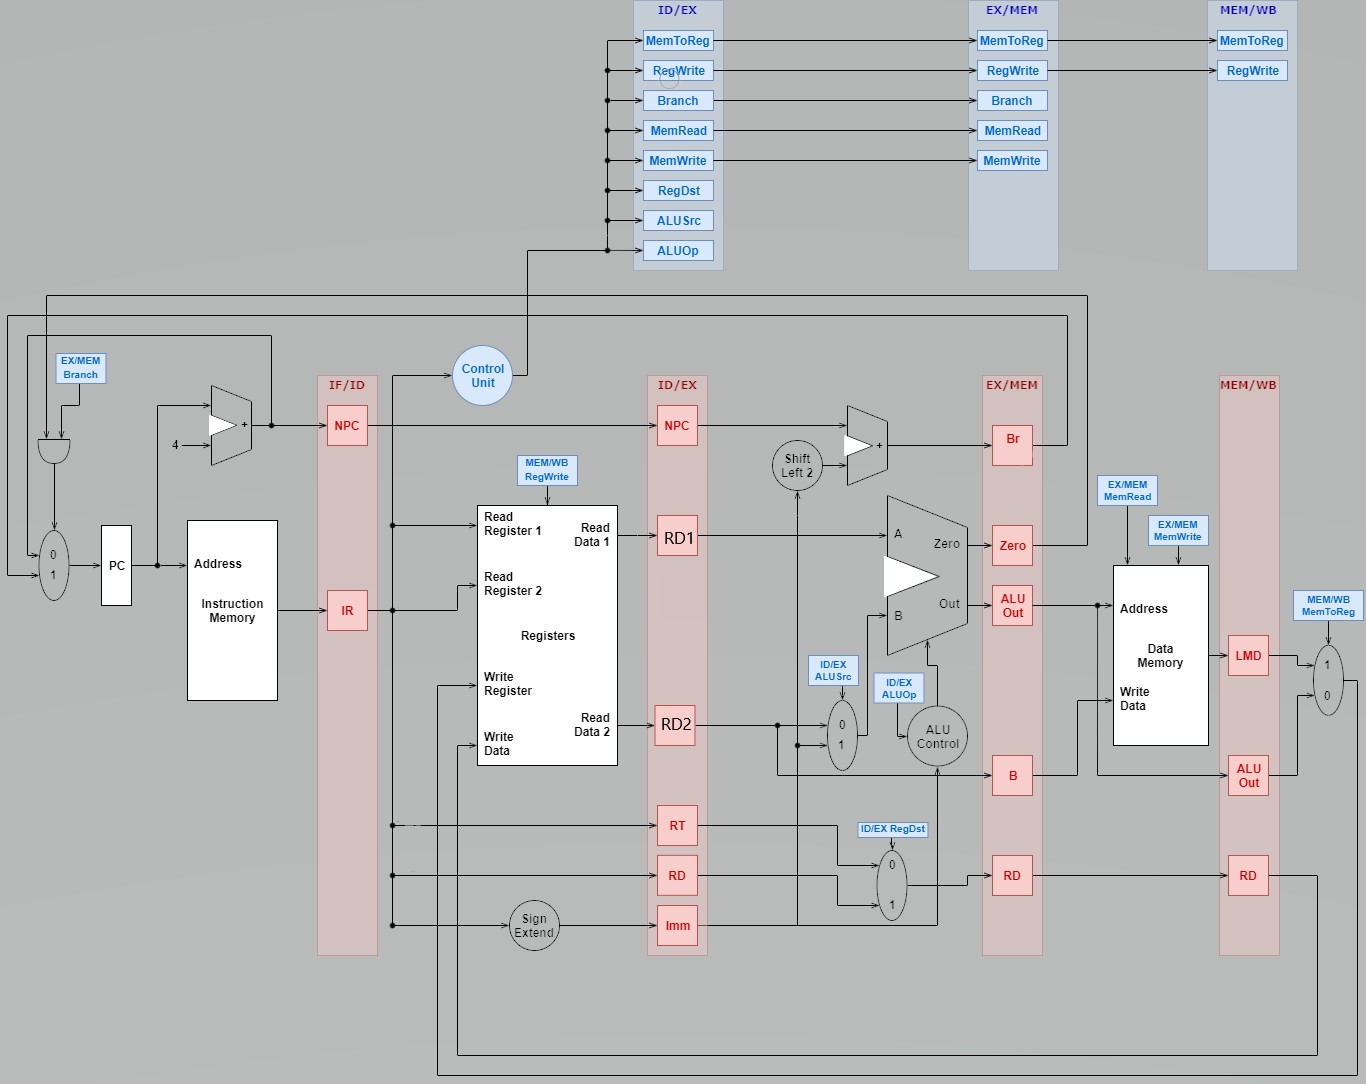 ID/EX
EX/MEM
MEM/WB
MemToReg
MemToReg
MemToReg
RegWrite
RegWrite
RegWrite
Branch
Branch
MemRead
MemRead
MemWrite
MemWrite
RegDst
ALUSrc
ALUOp
EX/MEM
Branch
Control
Unit
IF/ID
ID/EX
EX/MEM
MEM/WB
4
+
NPC
NPC
+
Br
Shift
Left 2
MEM/WB
RegWrite
EX/MEM
MemRead
EX/MEM
MemWrite
0
1
PC
Address
Instruction
Memory
IR
Read
Register 1
Read
Data 1
Read
Register 2
Registers
Write
Register
Read
Data 2
Write
Data
RD1
A
Zero
Out
B
Zero
ALU
Out
Address
Data
Memory
Write
Data
MEM/WB
MemToReg
LMD
1
0
ID/EX
ALUSrc
ID/EX
ALUOp
RD2
0
1
ALU
Control
B
ALU
Out
RT
ID/EX RegDst
0
1
RD
RD
RD
Sign
Extend
Imm